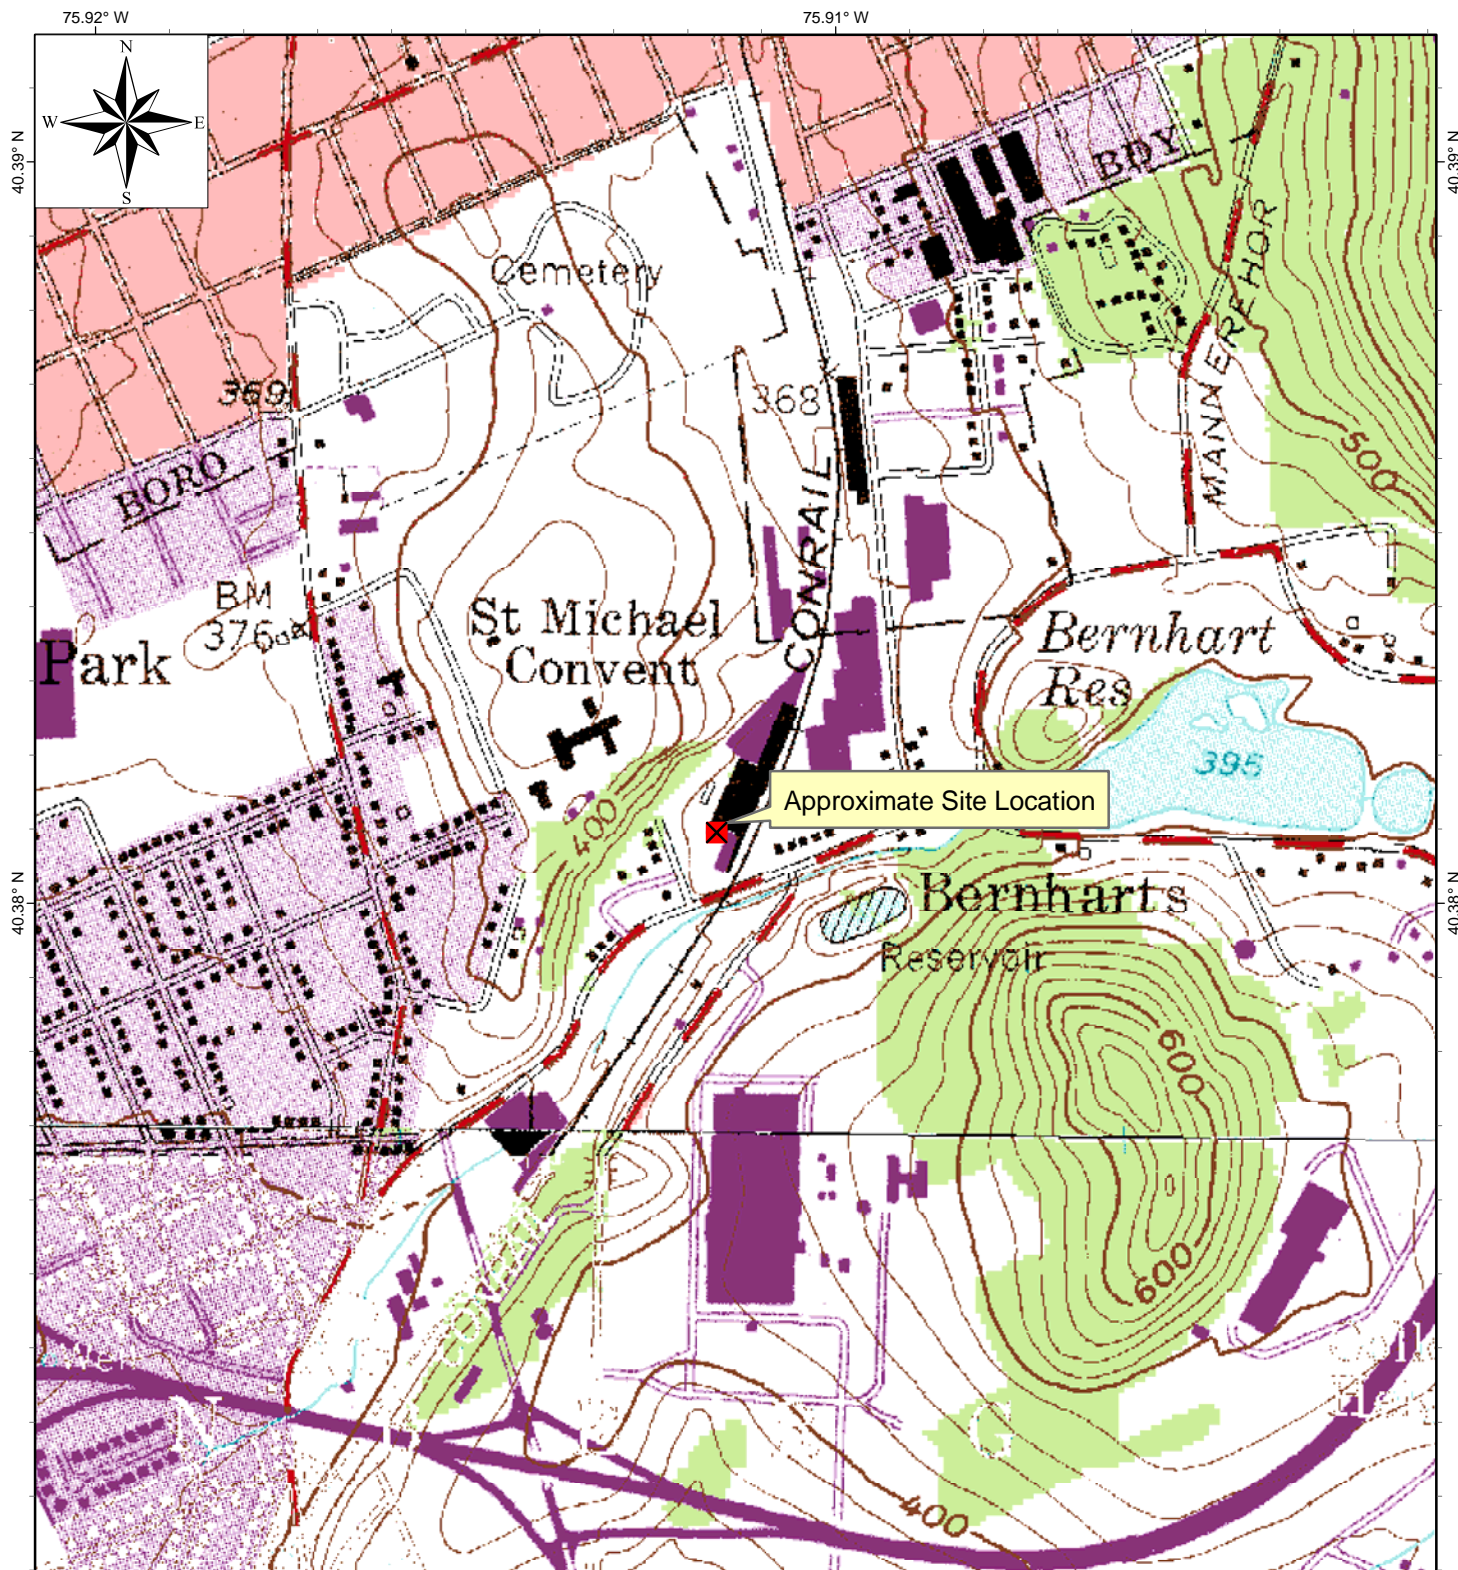 75.92° W
75.91° W
N
W
E
S
40.39° N
40.39° N
BDY
Cemetery
MANNERFHOR
369
368
500
BORO
CONRAIL
BM
376
St Michael
Convent
Park
Bernhart
Res
395
Approximate Site Location
400
40.38° N
40.38° N
Bernharts
Reservoir
600
600
N
G
400